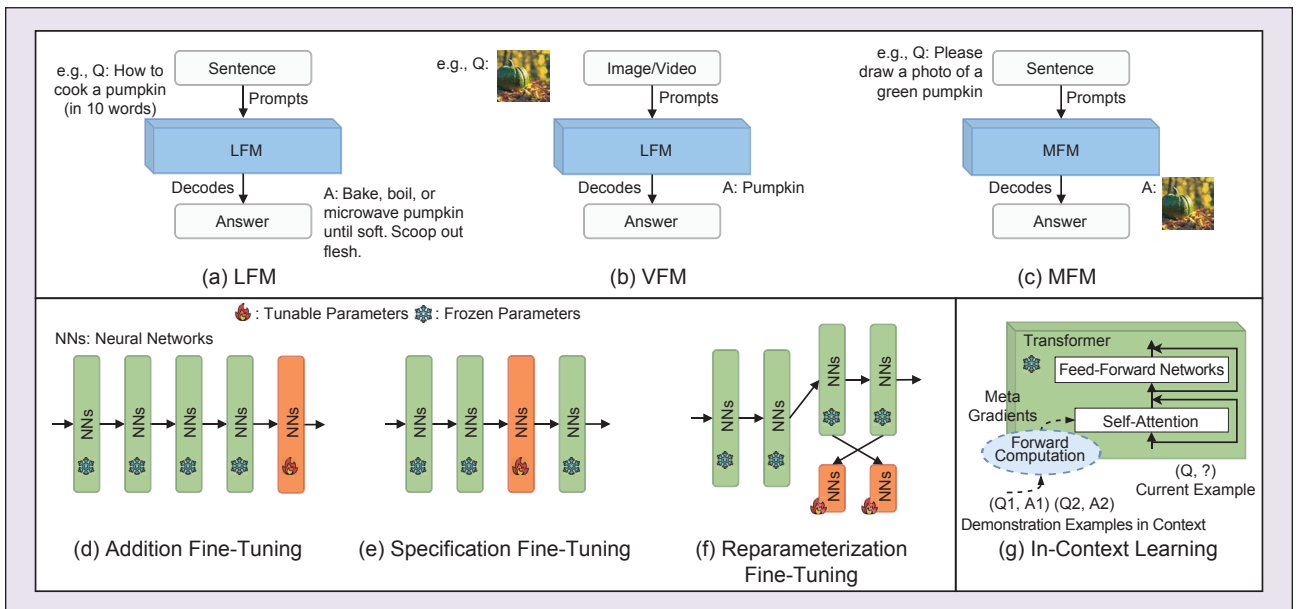 e.g., Q: How to
cook a pumpkin
(in 10 words)
Sentence
Prompts
LFM
Decodes
Answer
A: Bake, boil, or
microwave pumpkin
until soft. Scoop out
flesh.
(a) LFM
e.g., Q:
Image/Video
Prompts
LFM
Decodes
A: Pumpkin
Answer
(b) VFM
e.g., Q: Please
draw a photo of a
green pumpkin
Sentence
Prompts
MFM
Decodes
A:
Answer
(c) MFM
: Tunable Parameters : Frozen Parameters
NNs: Neural Networks
NNs NNs NNs NNs NNs
(d) Addition Fine-Tuning
NNs NNs NNs NNs
(e) Specification Fine-Tuning
NNs NNs NNs NNs
NNs NNs
(f) Reparameterization
Fine-Tuning
Transformer
Feed-Forward Networks
Meta
Gradients
Self-Attention
Forward
Computation
(Q, ?)
Current Example
(Q1, A1) (Q2, A2)
Demonstration Examples in Context
(g) In-Context Learning